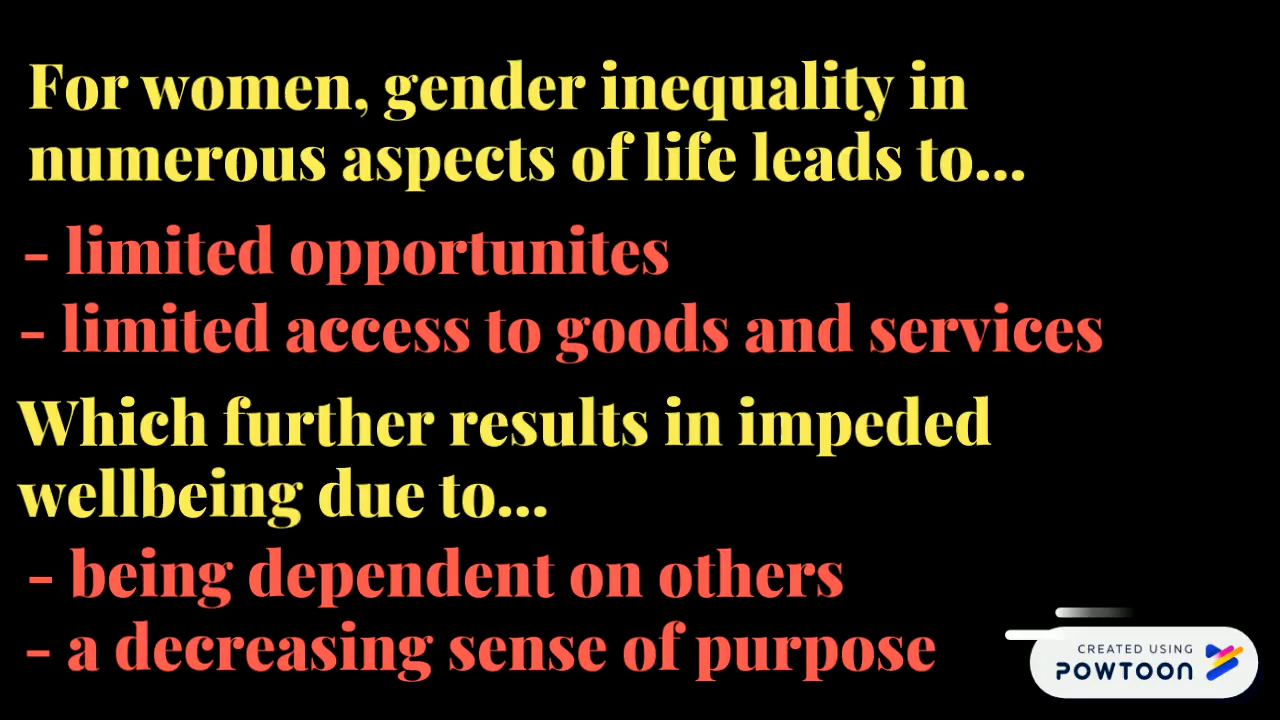 For women, gender inequality in
numerous aspects of life leads to...
- limited opportunites
- limited access to goods and services
Which further results in impeded
wellbeing due to...
- being dependent on others
- a decreasing sense of purpose
CREATED USING
POWTOON